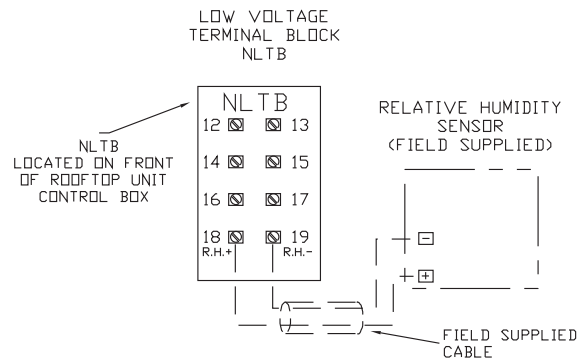 LOW VOLTAGE
TERMINAL BLOCK
NLTB
NLTB
12 13
14 15
16 17
18 19
R.H.+ R.H.-
NLTB
LOCATED ON FRONT
OF ROOFTOP UNIT
CONTROL BOX
RELATIVE HUMIDITY
SENSOR
(FIELD SUPPLIED)
-
+
FIELD SUPPLIED
CABLE